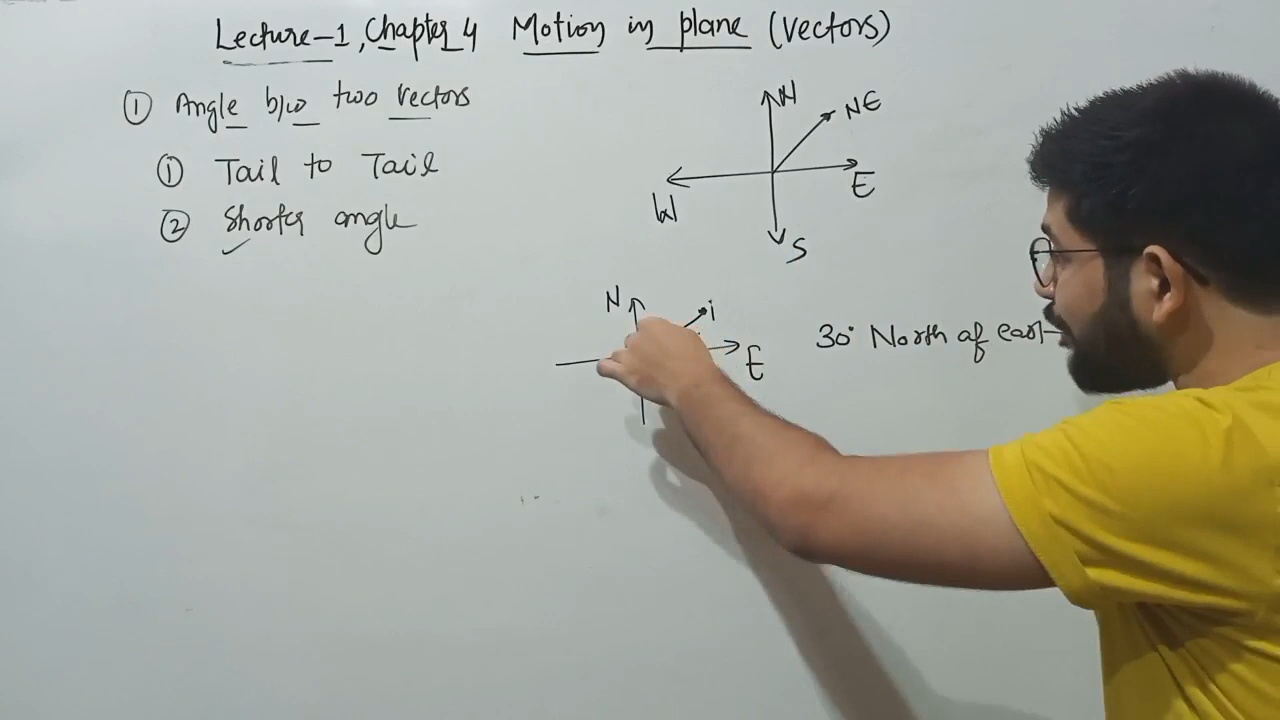 Lecture-1, Chapter 4 Motion in plane (vectors)
① Angle b/w two vectors
① Tail to Tail
② Shorter angle
N
NE
W
E
S
N
i
E
30° North of east